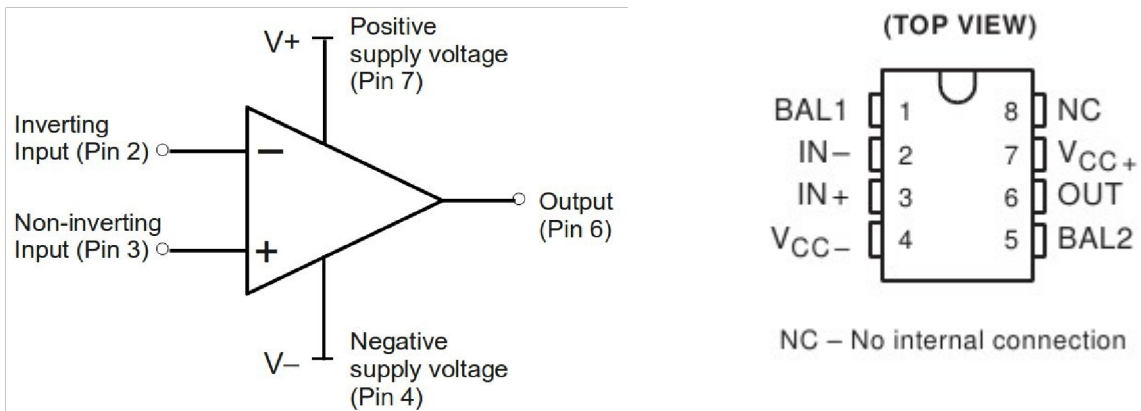 V+
Positive
supply voltage
(Pin 7)
Inverting
Input (Pin 2)
−
Non-inverting
Input (Pin 3)
+
Output
(Pin 6)
V−
Negative
supply voltage
(Pin 4)
(TOP VIEW)
BAL1 1 8 NC
IN− 2 7 VCC+
IN+ 3 6 OUT
VCC− 4 5 BAL2
NC – No internal connection